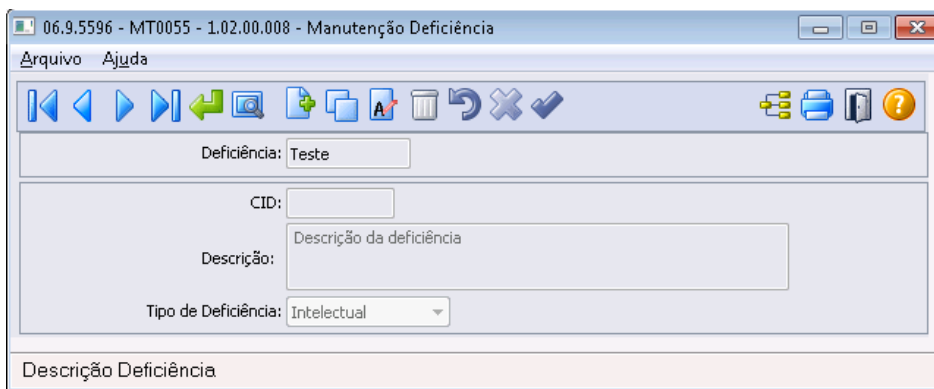 06.9.5596 - MT0055 - 1.02.00.008 - Manutenção Deficiência
Arquivo Ajuda
Deficiência: Teste
CID:
Descrição: Descrição da deficiência
Tipo de Deficiência: Intelectual
Descrição Deficiência